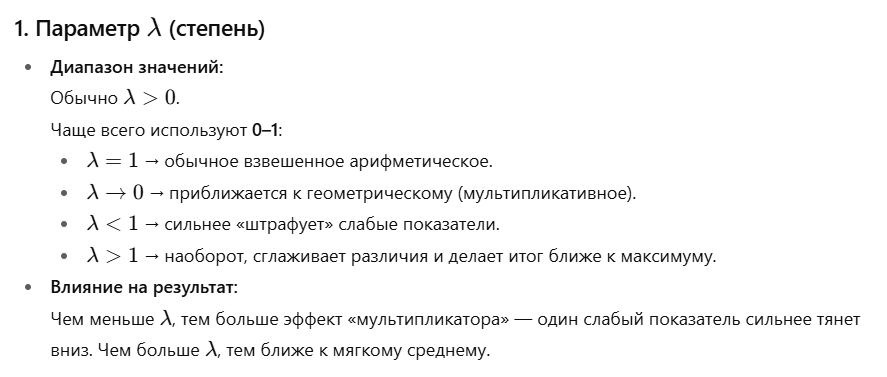 1. Параметр λ (степень)
• Диапазон значений:
Обычно λ > 0.
Чаще всего используют 0–1:
• λ = 1 → обычное взвешенное арифметическое.
• λ → 0 → приближается к геометрическому (мультипликативное).
• λ < 1 → сильнее «штрафует» слабые показатели.
• λ > 1 → наоборот, сглаживает различия и делает итог ближе к максимуму.
• Влияние на результат:
Чем меньше λ, тем больше эффект «мультипликатора» — один слабый показатель сильнее тянет
вниз. Чем больше λ, тем ближе к мягкому среднему.